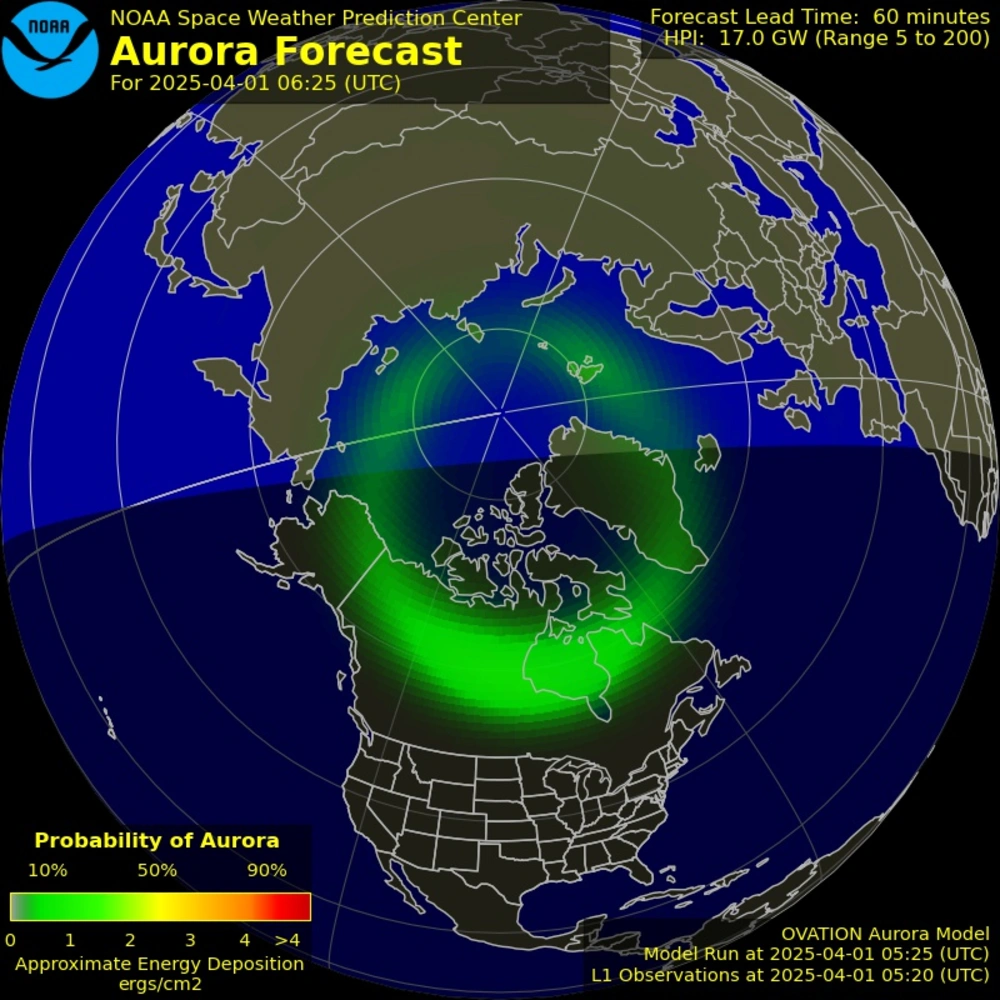 NOAA
NOAA Space Weather Prediction Center
Aurora Forecast
For 2025-04-01 06:25 (UTC)
Forecast Lead Time: 60 minutes
HPI: 17.0 GW (Range 5 to 200)
Probability of Aurora
10% 50% 90%
0 1 2 3 4 >4
Approximate Energy Deposition
ergs/cm2
OVATION Aurora Model
Model Run at 2025-04-01 05:25 (UTC)
L1 Observations at 2025-04-01 05:20 (UTC)